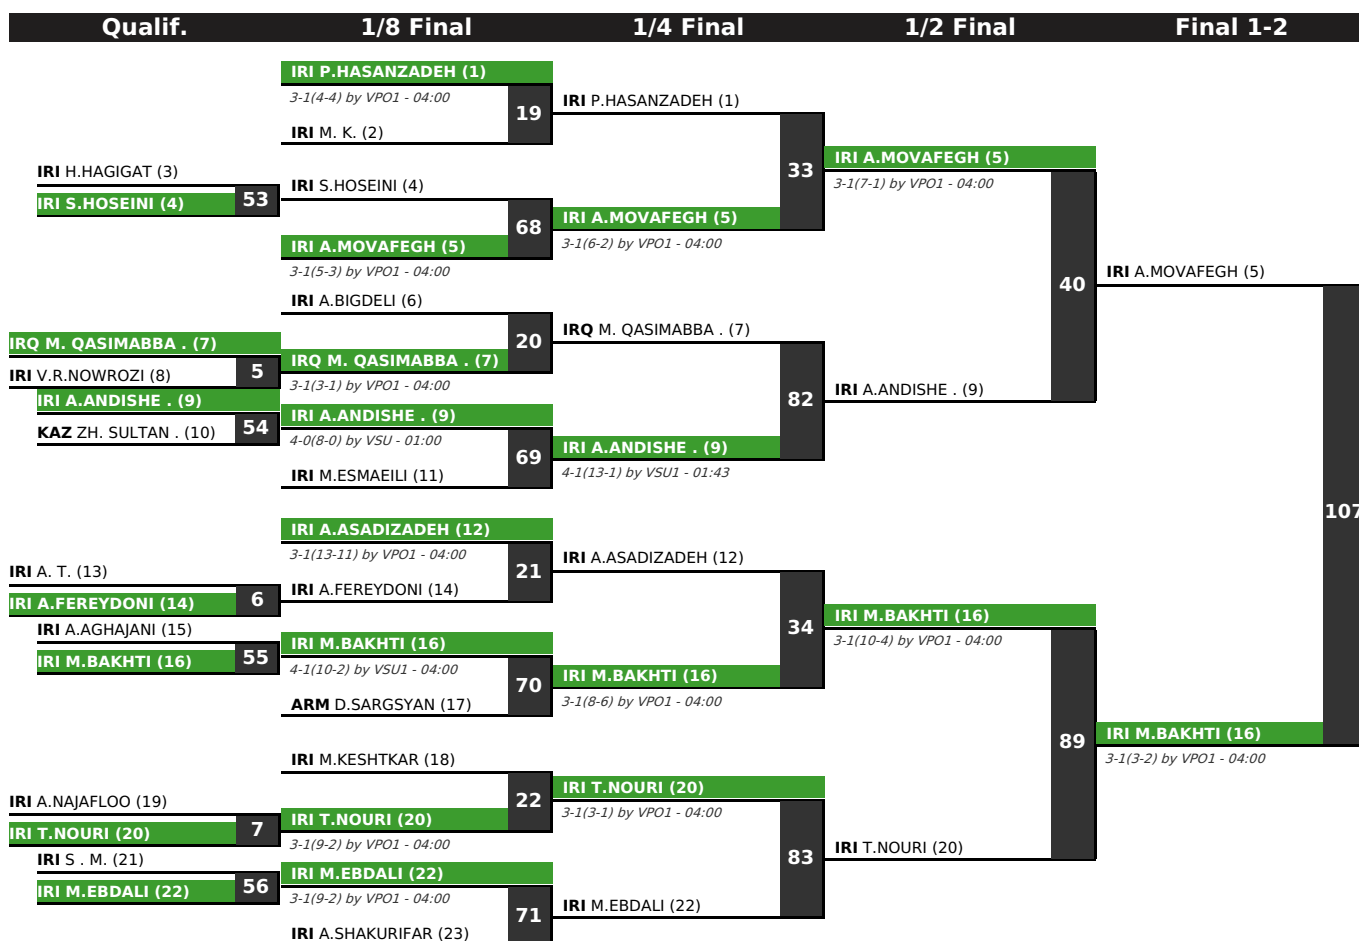 Qualif. 1/8 Final 1/4 Final 1/2 Final Final 1-2
IRI P.HASANZADEH (1)
3-1(4-4) by VPO1 - 04:00
19
IRI M. K. (2)
IRI H.HAGIGAT (3)
53
IRI S.HOSEINI (4)
IRI S.HOSEINI (4)
68
IRI A.MOVAFEGH (5)
3-1(5-3) by VPO1 - 04:00
IRI A.BIGDELI (6)
20
IRQ M. QASIMABBA . (7)
5
IRI V.R.NOWROZI (8)
IRQ M. QASIMABBA . (7)
3-1(3-1) by VPO1 - 04:00
IRI A.ANDISHE . (9)
54
KAZ ZH. SULTAN . (10)
IRI A.ANDISHE . (9)
4-0(8-0) by VSU - 01:00
69
IRI M.ESMAEILI (11)
IRI A.ASADIZADEH (12)
3-1(13-11) by VPO1 - 04:00
21
IRI A. T. (13)
6
IRI A.FEREYDONI (14)
IRI A.FEREYDONI (14)
IRI A.AGHAJANI (15)
55
IRI M.BAKHTI (16)
IRI M.BAKHTI (16)
4-1(10-2) by VSU1 - 04:00
70
ARM D.SARGSYAN (17)
IRI M.KESHTKAR (18)
22
IRI A.NAJAFLOO (19)
7
IRI T.NOURI (20)
IRI T.NOURI (20)
3-1(9-2) by VPO1 - 04:00
IRI S . M. (21)
56
IRI M.EBDALI (22)
IRI M.EBDALI (22)
3-1(9-2) by VPO1 - 04:00
71
IRI A.SHAKURIFAR (23)
IRI P.HASANZADEH (1)
33
IRI A.MOVAFEGH (5)
3-1(6-2) by VPO1 - 04:00
IRQ M. QASIMABBA . (7)
82
IRI A.ANDISHE . (9)
4-1(13-1) by VSU1 - 01:43
IRI A.ASADIZADEH (12)
34
IRI M.BAKHTI (16)
3-1(8-6) by VPO1 - 04:00
IRI T.NOURI (20)
3-1(3-1) by VPO1 - 04:00
83
IRI M.EBDALI (22)
IRI A.MOVAFEGH (5)
3-1(7-1) by VPO1 - 04:00
40
IRI A.ANDISHE . (9)
IRI M.BAKHTI (16)
3-1(10-4) by VPO1 - 04:00
89
IRI T.NOURI (20)
IRI A.MOVAFEGH (5)
107
IRI M.BAKHTI (16)
3-1(3-2) by VPO1 - 04:00